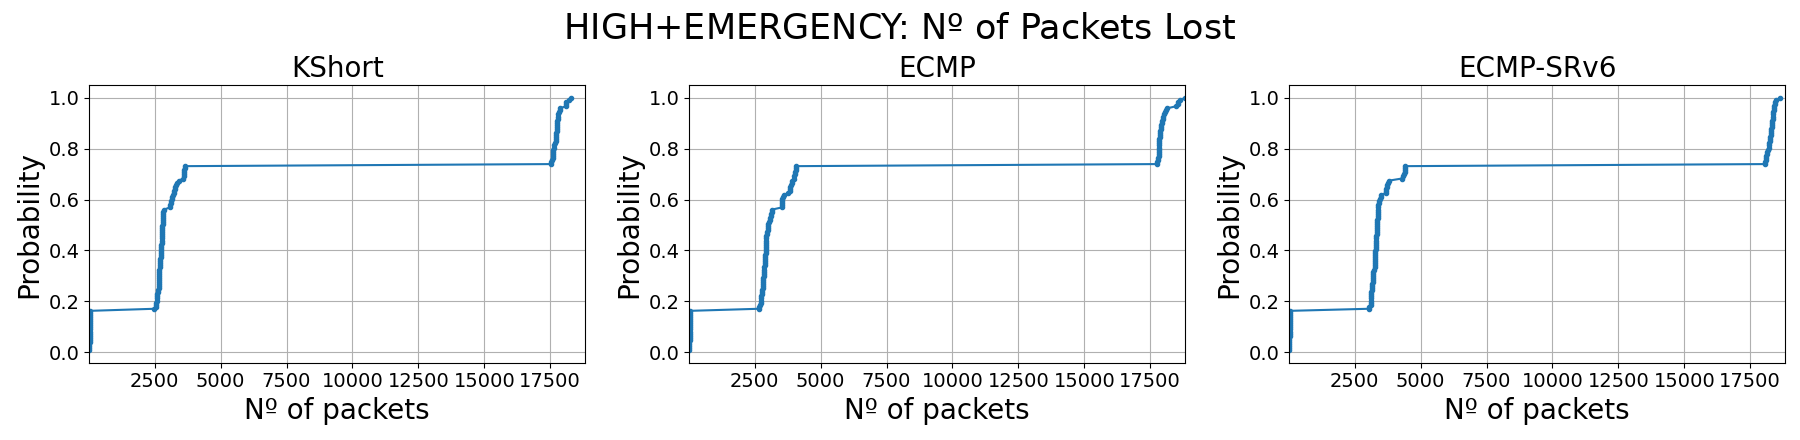 HIGH+EMERGENCY: Nº of Packets Lost
KShort
1.0
0.8
0.6
0.4
0.2
0.0
Probability
2500 5000 7500 10000 12500 15000 17500
Nº of packets
ECMP
1.0
0.8
0.6
0.4
0.2
0.0
Probability
2500 5000 7500 10000 12500 15000 17500
Nº of packets
ECMP-SRv6
1.0
0.8
0.6
0.4
0.2
0.0
Probability
2500 5000 7500 10000 12500 15000 17500
Nº of packets